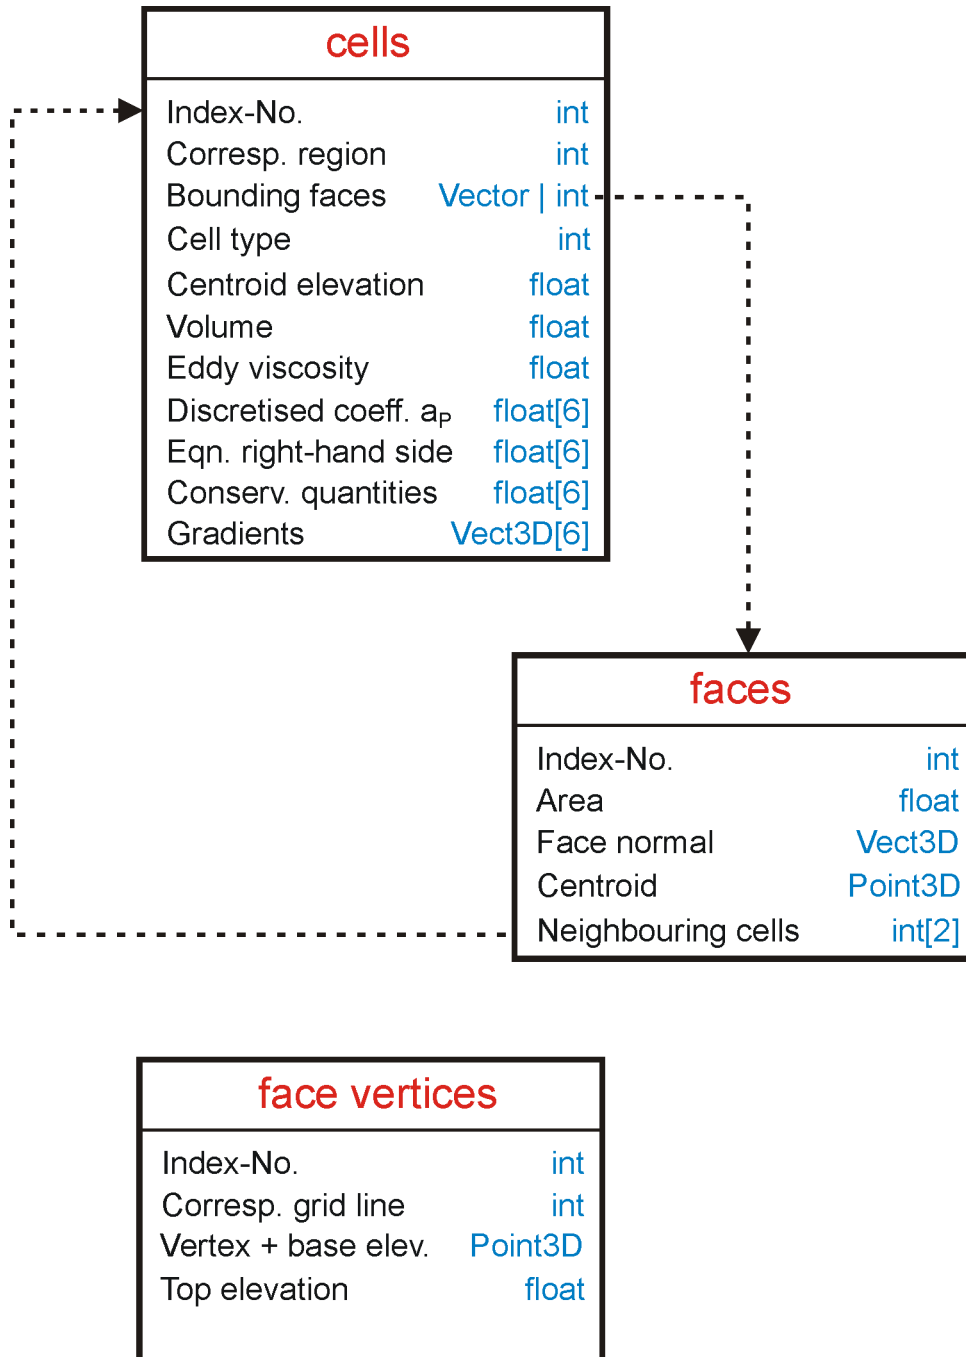 cells
Index-No. int
Corresp. region int
Bounding faces Vector | int
Cell type int
Centroid elevation float
Volume float
Eddy viscosity float
Discretised coeff. aP float[6]
Eqn. right-hand side float[6]
Conserv. quantities float[6]
Gradients Vect3D[6]
faces
Index-No. int
Area float
Face normal Vect3D
Centroid Point3D
Neighbouring cells int[2]
face vertices
Index-No. int
Corresp. grid line int
Vertex + base elev. Point3D
Top elevation float